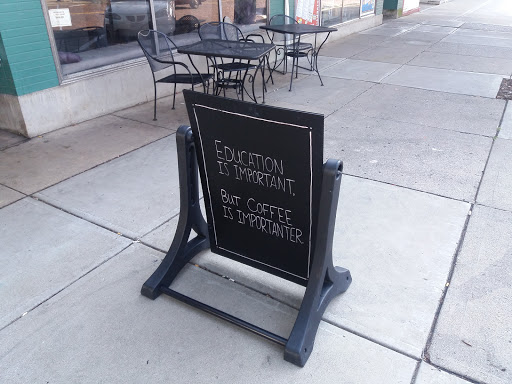 EDUCATION
IS IMPORTANT.
BUT COFFEE
IS IMPORTANTER